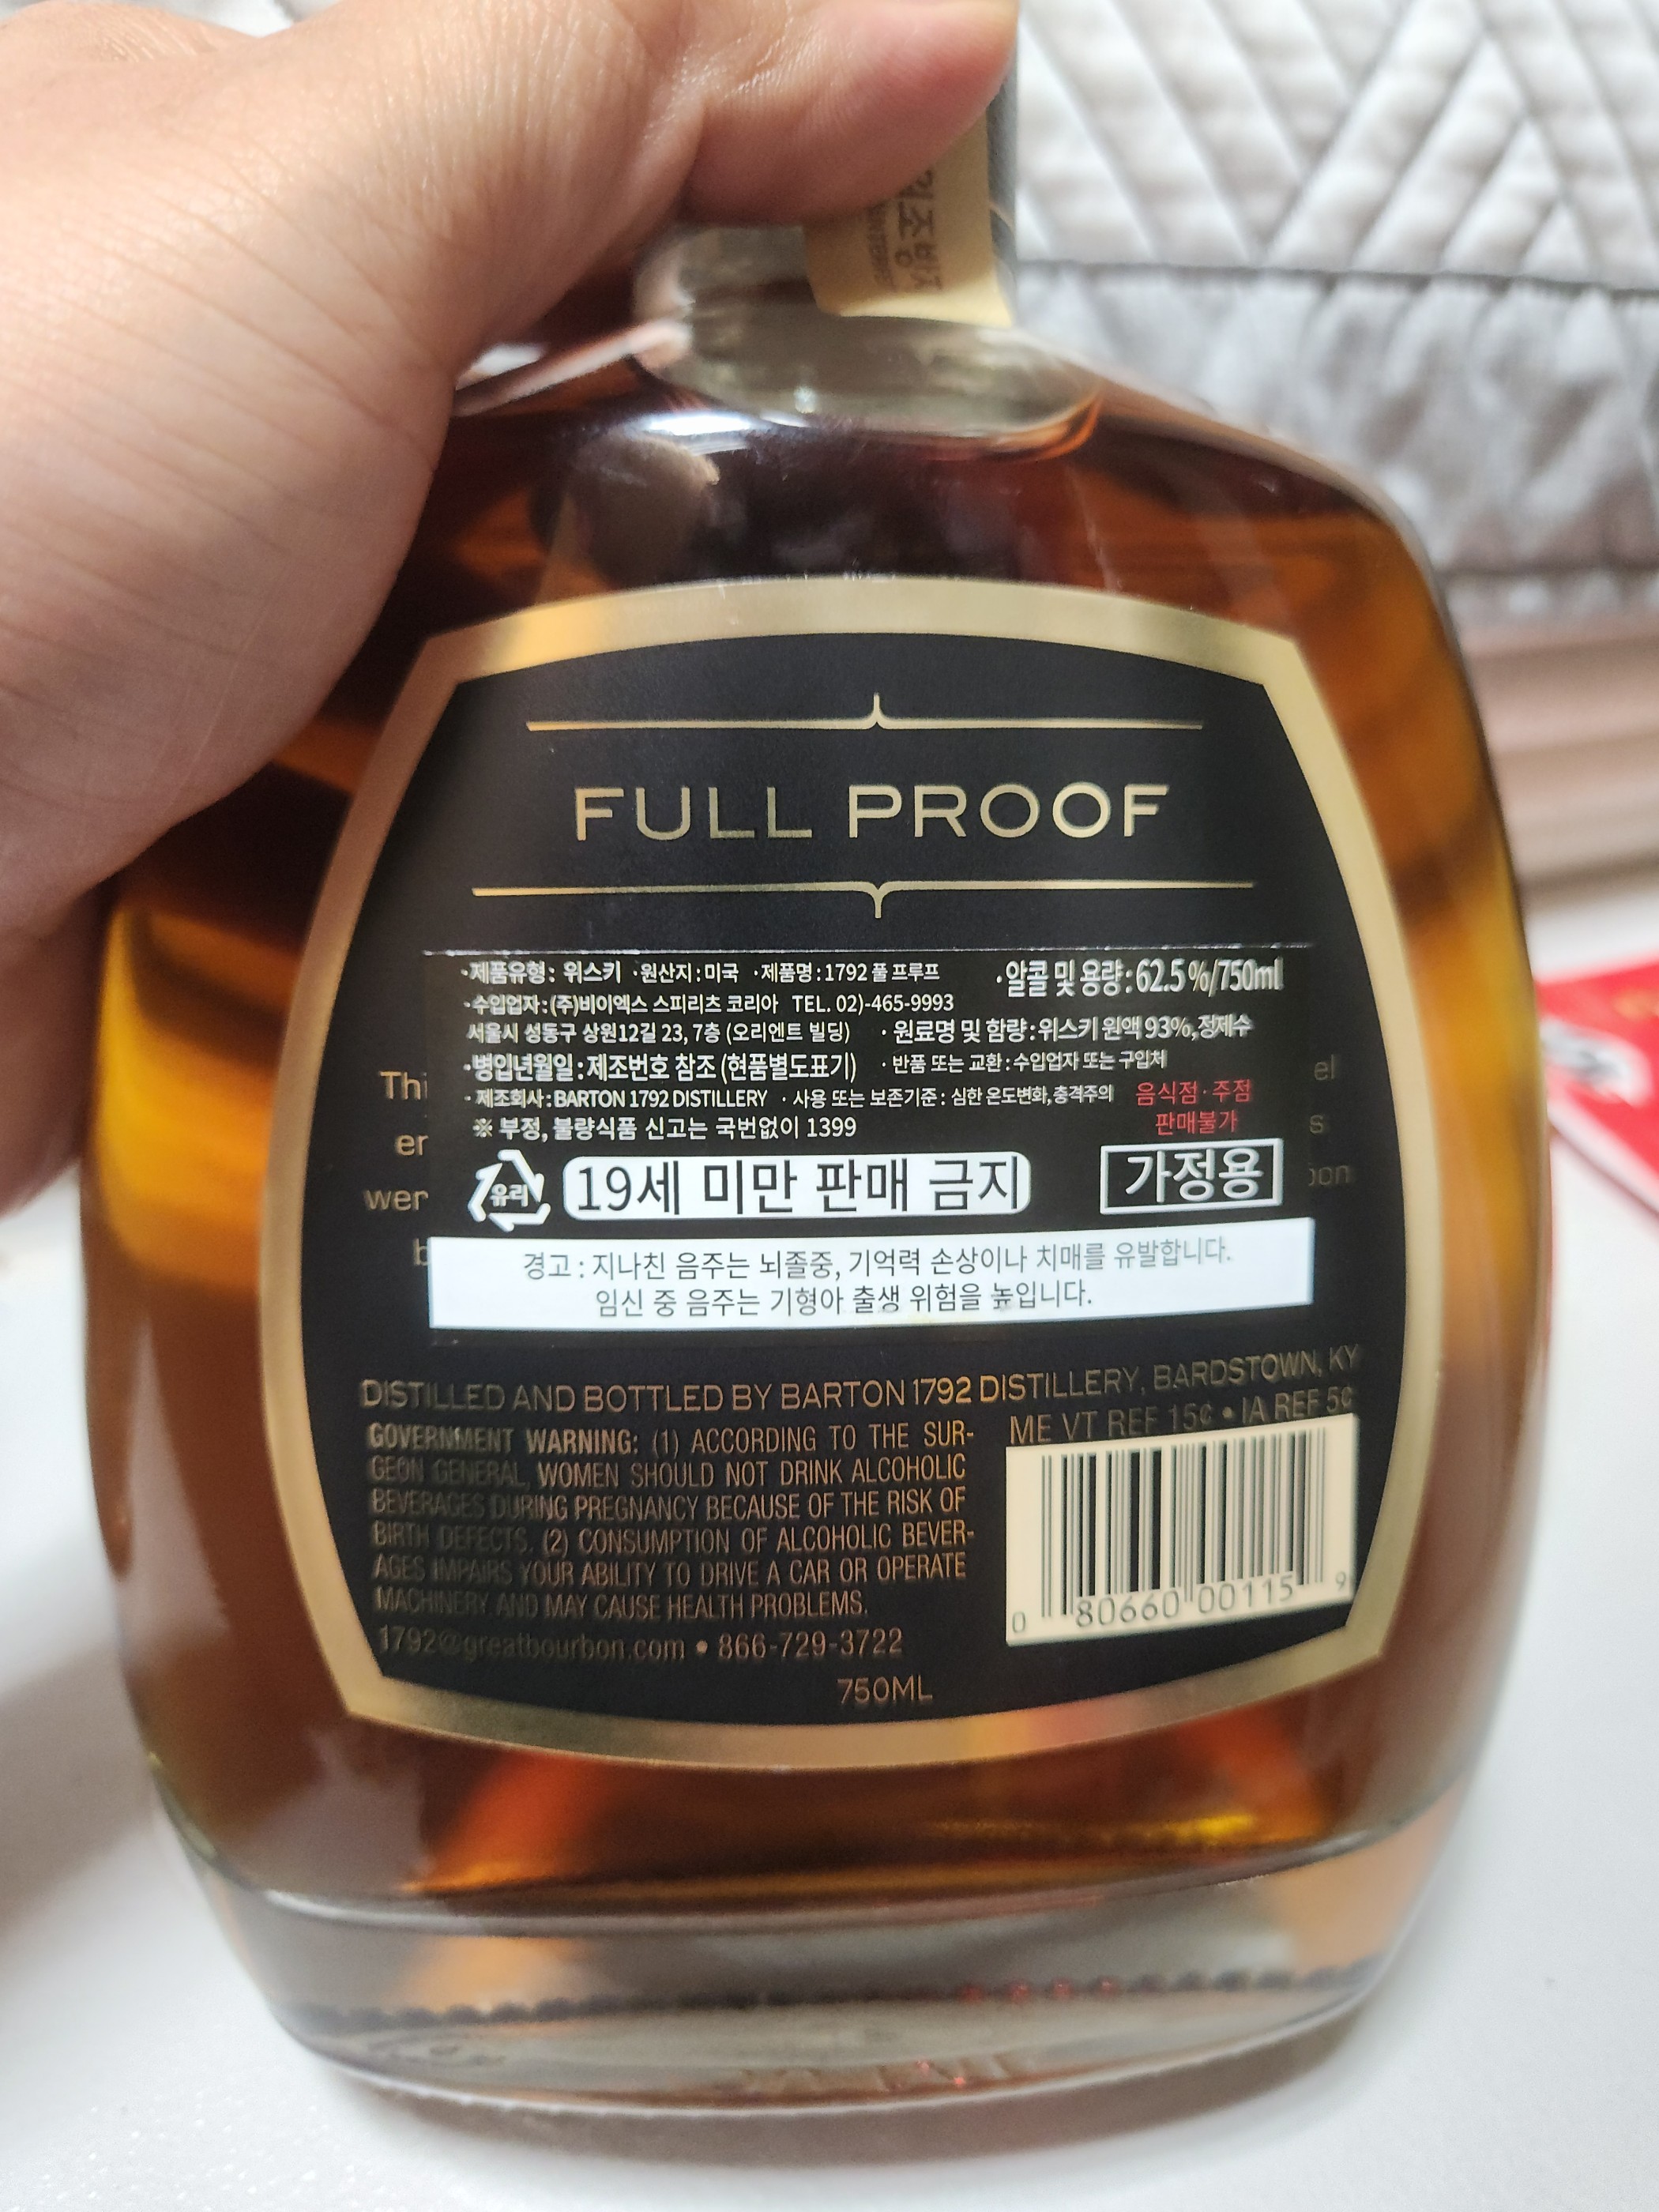 위조방지
FULL PROOF
·제품유형: 위스키 ·원산지:미국 ·제품명:1792 풀 프루프 ·알콜 및 용량:62.5%/750ml
·수입업자:(주)비이엑스 스피리츠 코리아 TEL. 02)-465-9993
서울시 성동구 상원12길 23, 7층 (오리엔트 빌딩) ·원료명 및 함량:위스키 원액 93%,정제수
·병입년월일:제조번호 참조 (현품별도표기) ·반품 또는 교환:수입업자 또는 구입처
·제조회사:BARTON 1792 DISTILLERY ·사용 또는 보존기준 : 심한 온도변화,충격주의
음식점·주점
판매불가
※ 부정, 불량식품 신고는 국번없이 1399
유리 19세 미만 판매 금지 가정용
경고 : 지나친 음주는 뇌졸중, 기억력 손상이나 치매를 유발합니다.
임신 중 음주는 기형아 출생 위험을 높입니다.
DISTILLED AND BOTTLED BY BARTON 1792 DISTILLERY, BARDSTOWN, KY
ME VT REF 15¢ • IA REF 5¢
GOVERNMENT WARNING: (1) ACCORDING TO THE SUR-
GEON GENERAL, WOMEN SHOULD NOT DRINK ALCOHOLIC
BEVERAGES DURING PREGNANCY BECAUSE OF THE RISK OF
BIRTH DEFECTS. (2) CONSUMPTION OF ALCOHOLIC BEVER-
AGES IMPAIRS YOUR ABILITY TO DRIVE A CAR OR OPERATE
MACHINERY AND MAY CAUSE HEALTH PROBLEMS.
0 80660 00115 9
1792@greatbourbon.com • 866-729-3722
750ML